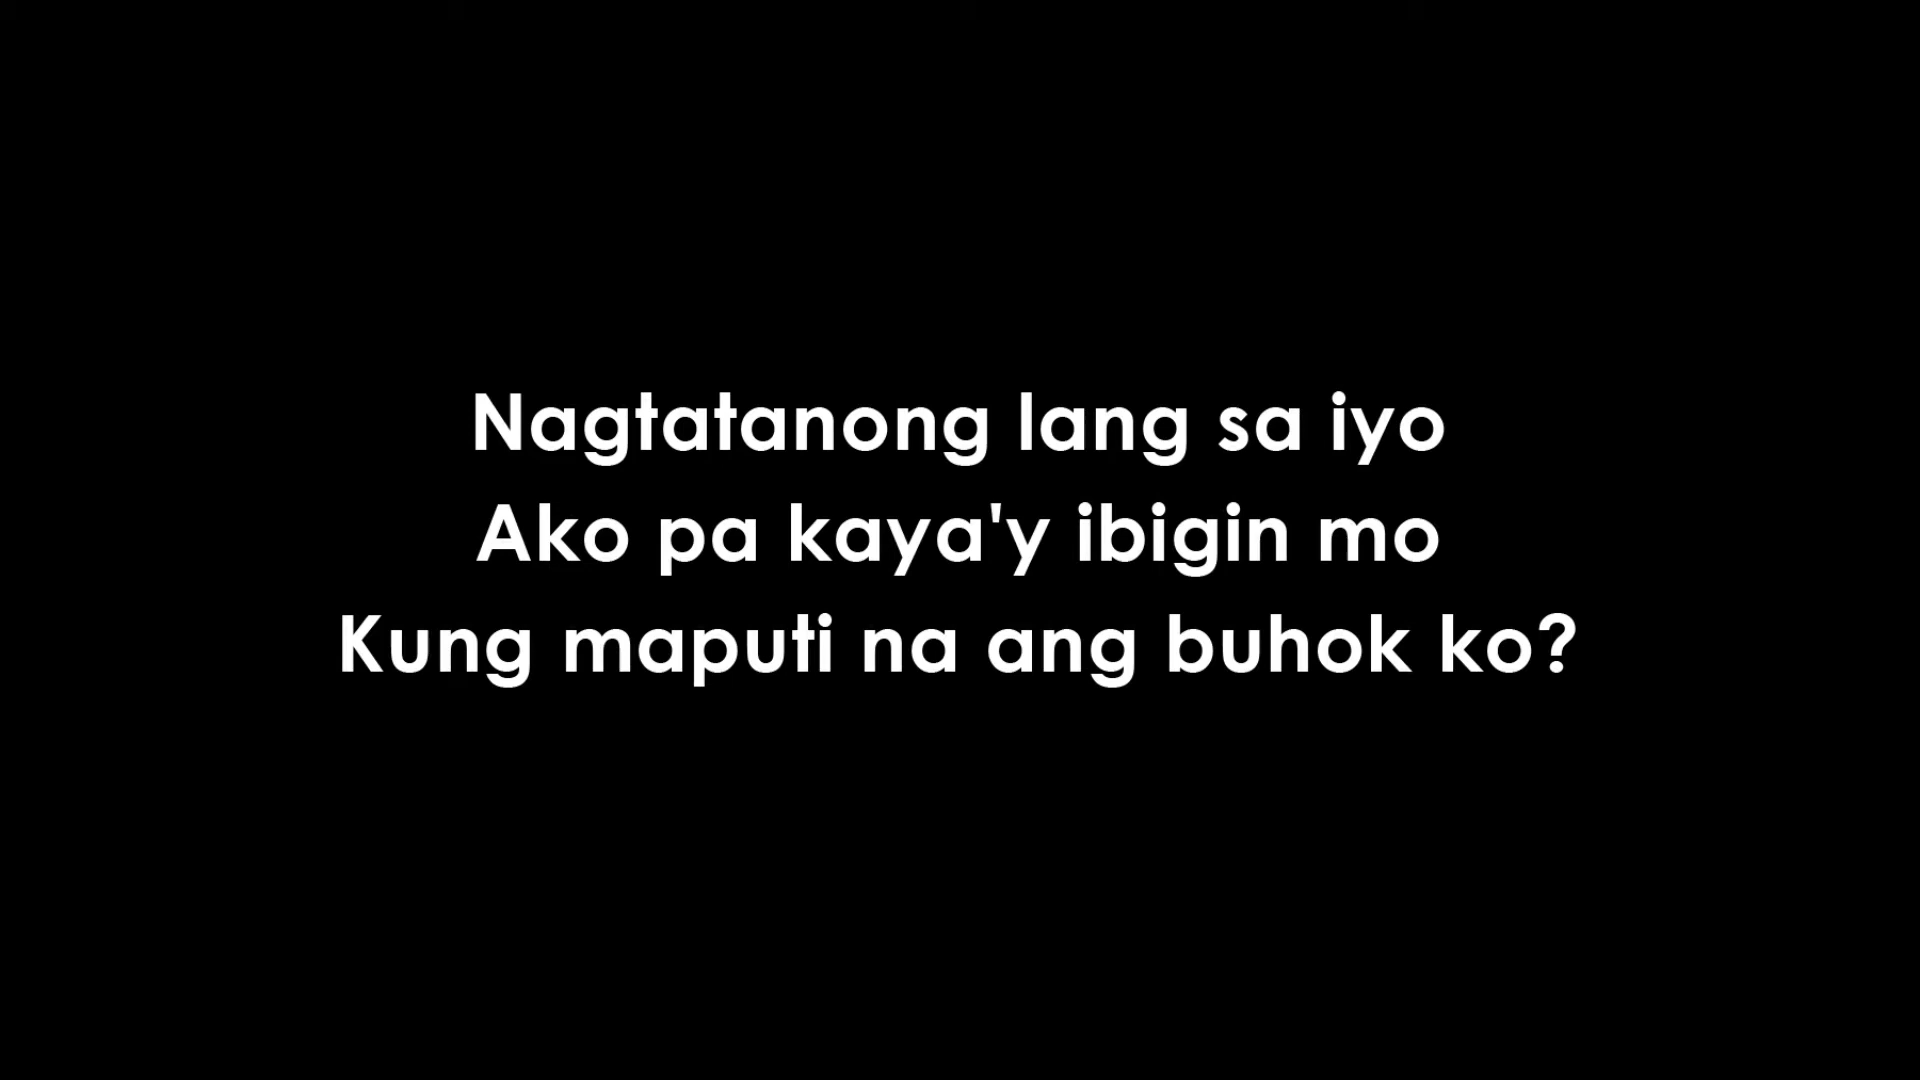 Nagtatanong lang sa iyo
Ako pa kaya'y ibigin mo
Kung maputi na ang buhok ko?